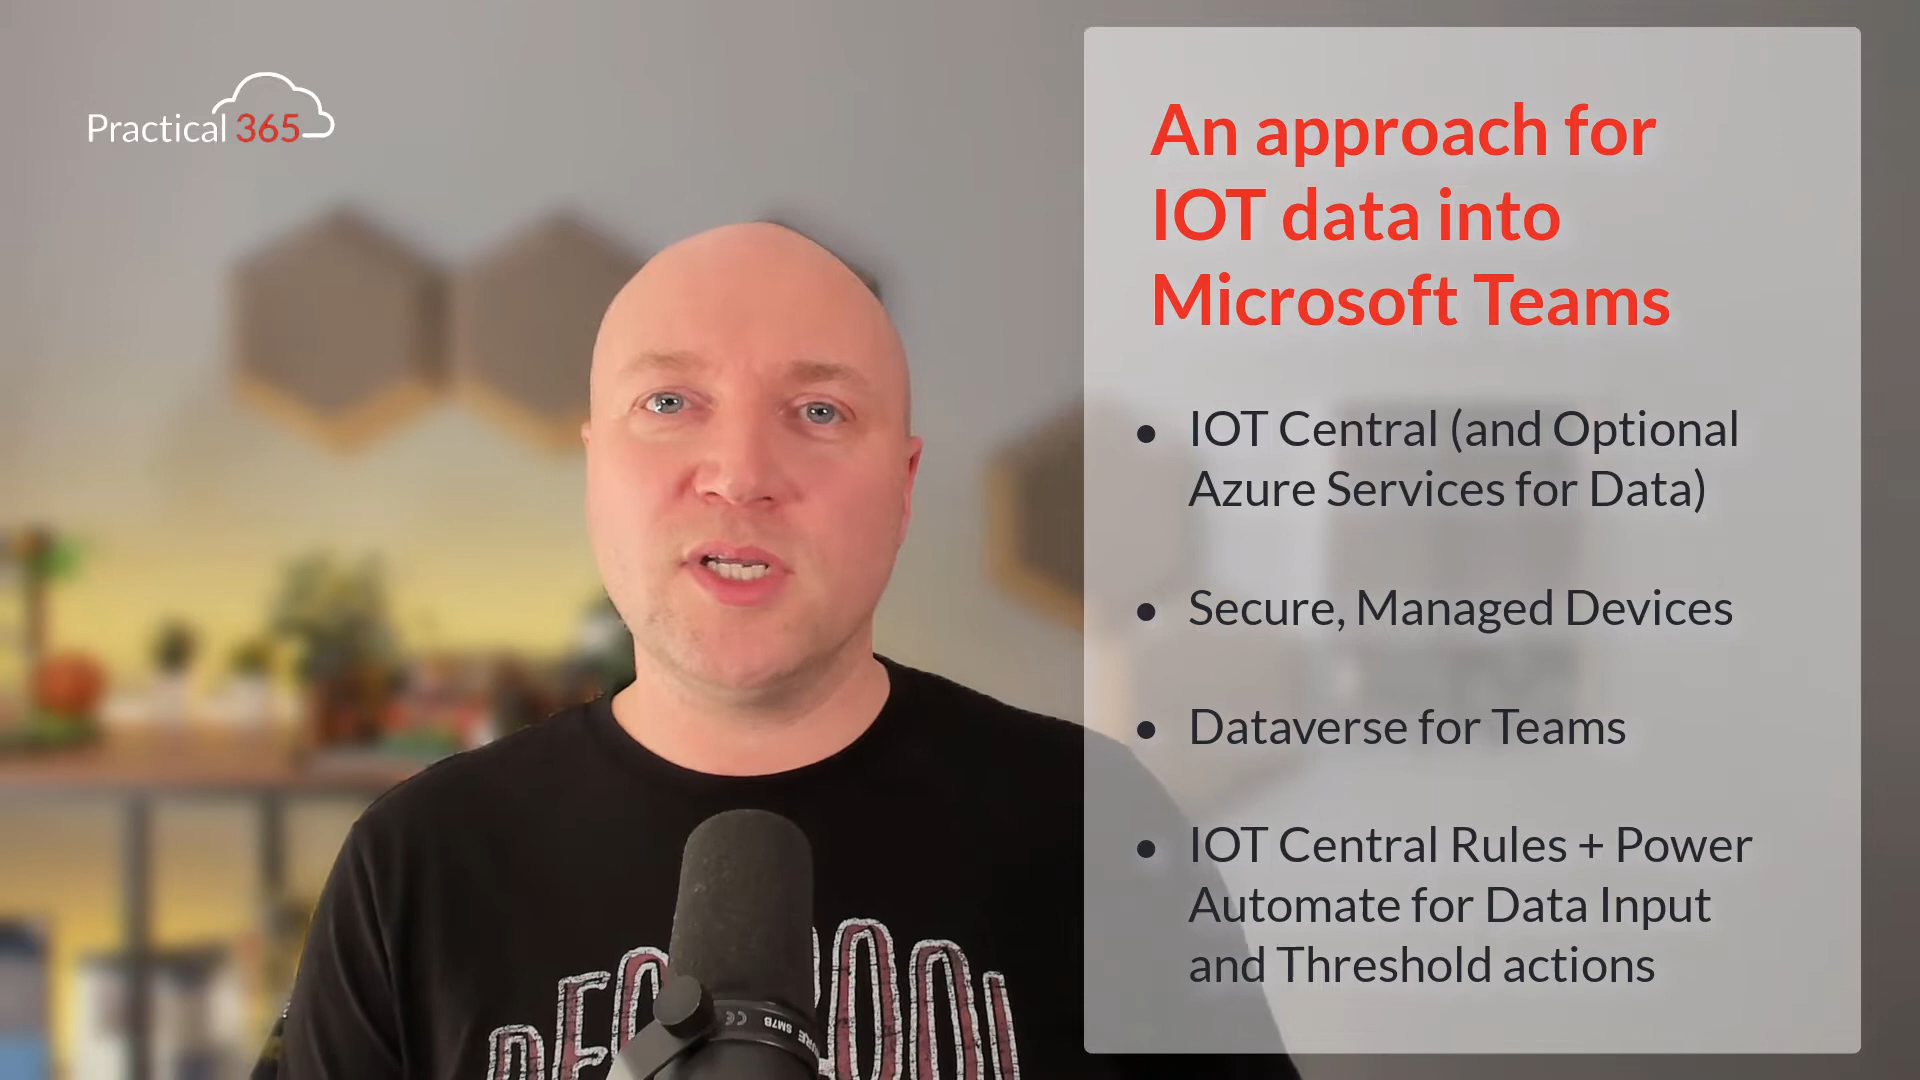 Practical 365
An approach for
IOT data into
Microsoft Teams
• IOT Central (and Optional
Azure Services for Data)
• Secure, Managed Devices
• Dataverse for Teams
• IOT Central Rules + Power
Automate for Data Input
and Threshold actions
SM7B